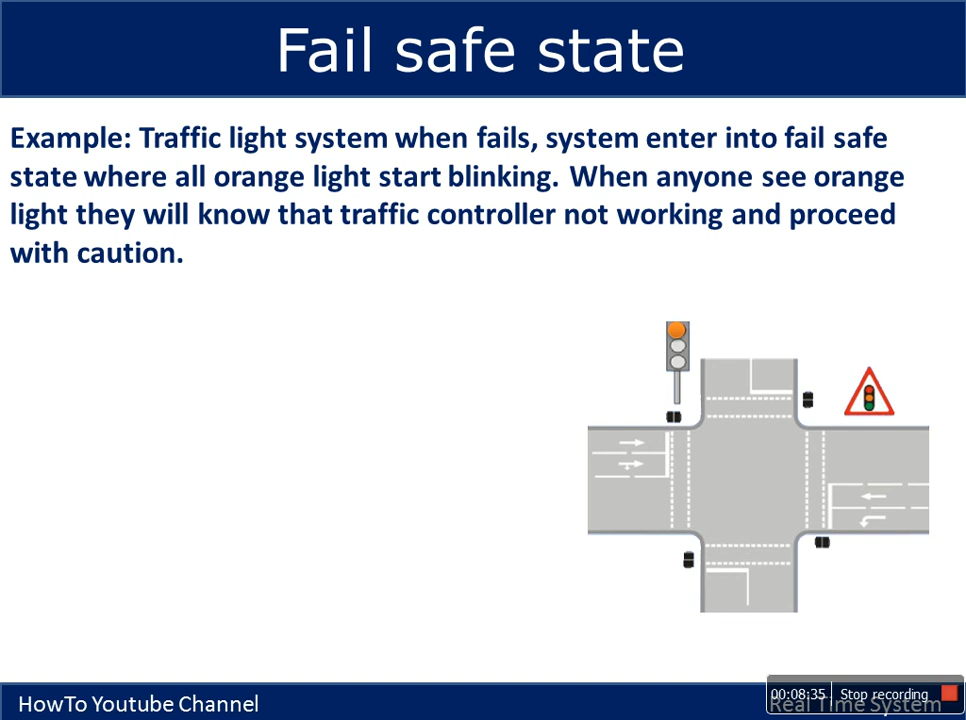 Fail safe state
Example: Traffic light system when fails, system enter into fail safe
state where all orange light start blinking. When anyone see orange
light they will know that traffic controller not working and proceed
with caution.
HowTo Youtube Channel
00:08:35
Stop recording
Real Time System